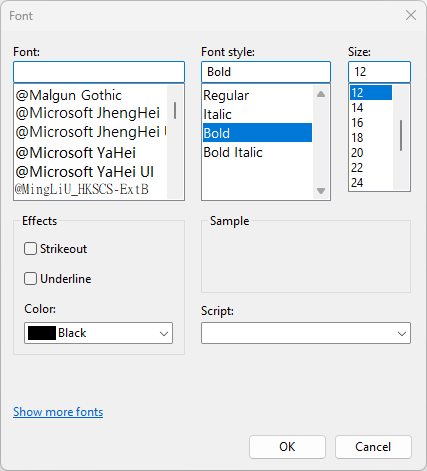 Font
Font: Font style: Size:
Bold 12
@Malgun Gothic Regular 12
@Microsoft JhengHei Italic 14
@Microsoft JhengHei Bold 16
@Microsoft YaHei Bold Italic 18
@Microsoft YaHei UI 20
@MingLiU_HKSCS-ExtB 22
24
Effects Sample
Strikeout
Underline
Color: Script:
Black
Show more fonts
OK Cancel